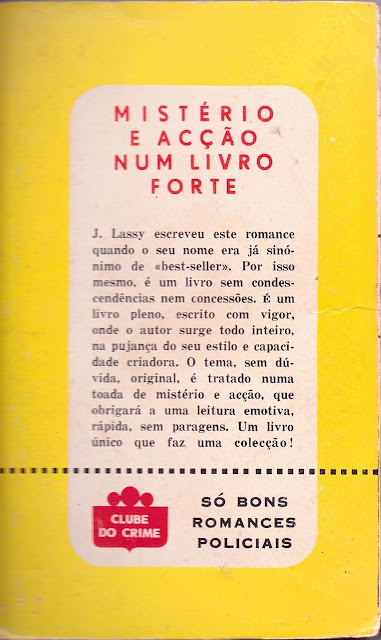 MISTÉRIO
E ACÇÃO
NUM LIVRO
FORTE
J. Lassy escreveu este romance
quando o seu nome era já sinó-
nimo de «best-seller». Por isso
mesmo, é um livro sem condes-
cendências nem concessões. É um
livro pleno, escrito com vigor,
onde o autor surge todo inteiro,
na pujança do seu estilo e capaci-
dade criadora. O tema, sem dú-
vida, original, é tratado numa
toada de mistério e acção, que
obrigará a uma leitura emotiva,
rápida, sem paragens. Um livro
único que faz uma colecção!
CLUBE
DO CRIME
SÓ BONS
ROMANCES
POLICIAIS